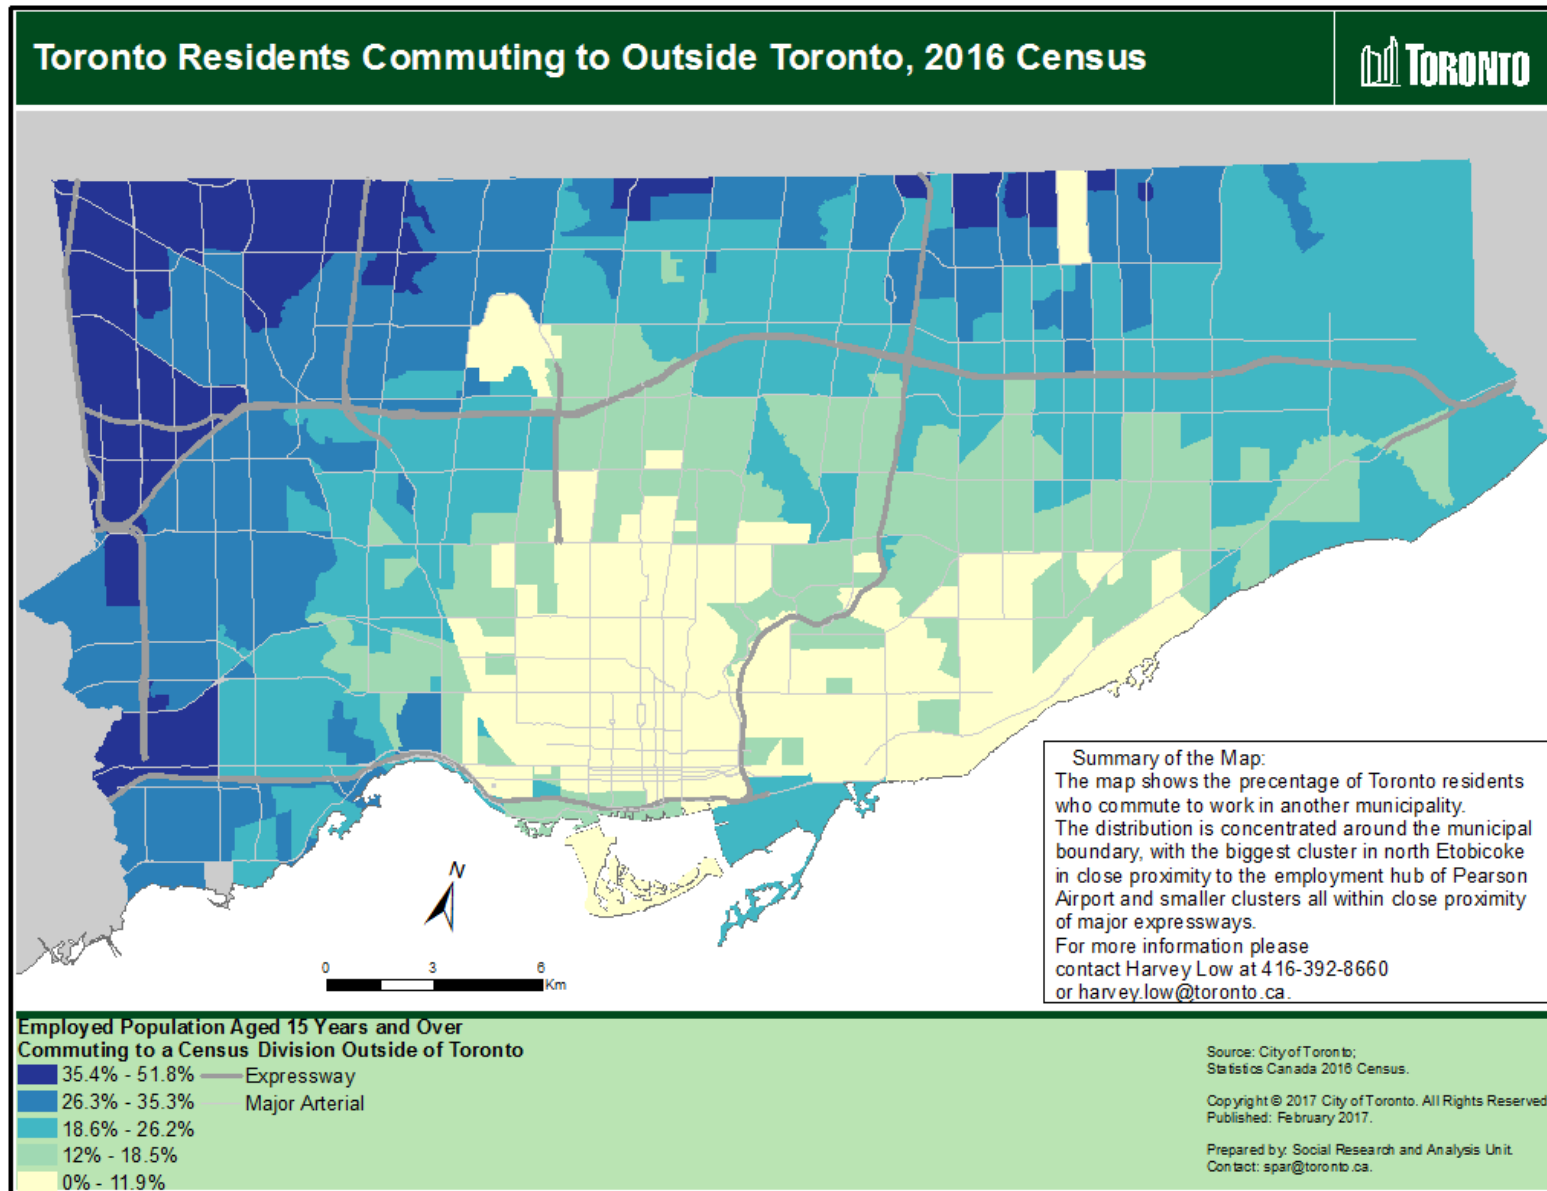 Toronto Residents Commuting to Outside Toronto, 2016 Census
TORONTO
Summary of the Map:
The map shows the precentage of Toronto residents
who commute to work in another municipality.
The distribution is concentrated around the municipal
boundary, with the biggest cluster in north Etobicoke
in close proximity to the employment hub of Pearson
Airport and smaller clusters all within close proximity
of major expressways.
For more information please
contact Harvey Low at 416-392-8660
or harvey.low@toronto.ca.
N
0 3 6
Km
Employed Population Aged 15 Years and Over
Commuting to a Census Division Outside of Toronto
35.4% - 51.8% Expressway
26.3% - 35.3% Major Arterial
18.6% - 26.2%
12% - 18.5%
0% - 11.9%
Source: City of Toronto;
Statistics Canada 2016 Census.
Copyright © 2017 City of Toronto. All Rights Reserved
Published: February 2017.
Prepared by: Social Research and Analysis Unit.
Contact: spar@toronto.ca.